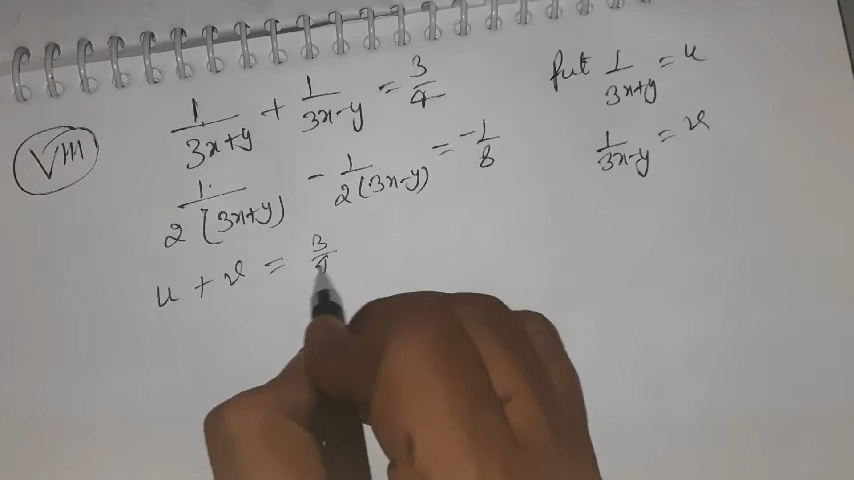 VIII
1/(3x+y) + 1/(3x-y) = 3/4
1/2(3x+y) - 1/2(3x-y) = -1/8
u + v = 3/4
Put 1/(3x+y) = u
1/(3x-y) = v